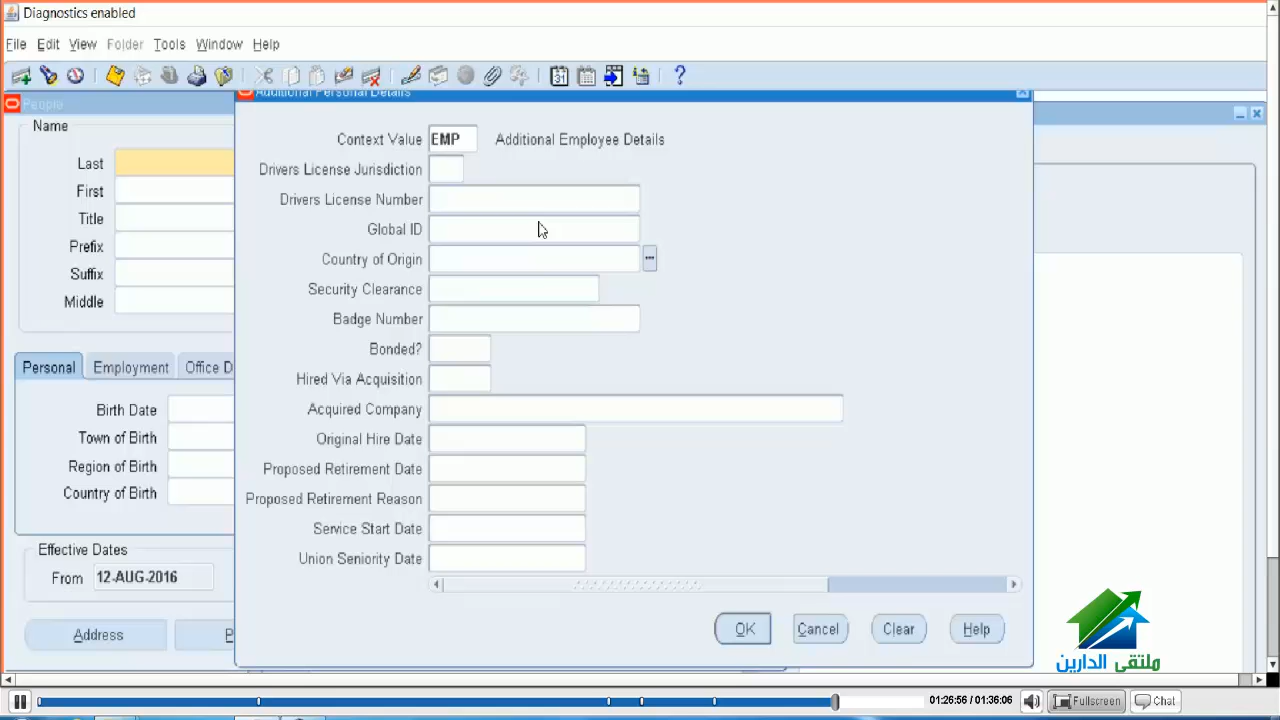 Diagnostics enabled
File Edit View Folder Tools Window Help
People
Additional Personal Details
Name
Last
First
Title
Prefix
Suffix
Middle
Context Value EMP Additional Employee Details
Drivers License Jurisdiction
Drivers License Number
Global ID
Country of Origin
Security Clearance
Badge Number
Bonded?
Hired Via Acquisition
Acquired Company
Original Hire Date
Proposed Retirement Date
Proposed Retirement Reason
Service Start Date
Union Seniority Date
Personal Employment Office D
Birth Date
Town of Birth
Region of Birth
Country of Birth
Effective Dates
From 12-AUG-2016
Address P
OK Cancel Clear Help
ملتقى الدارين
01:26:56 / 01:36:06 Fullscreen Chat